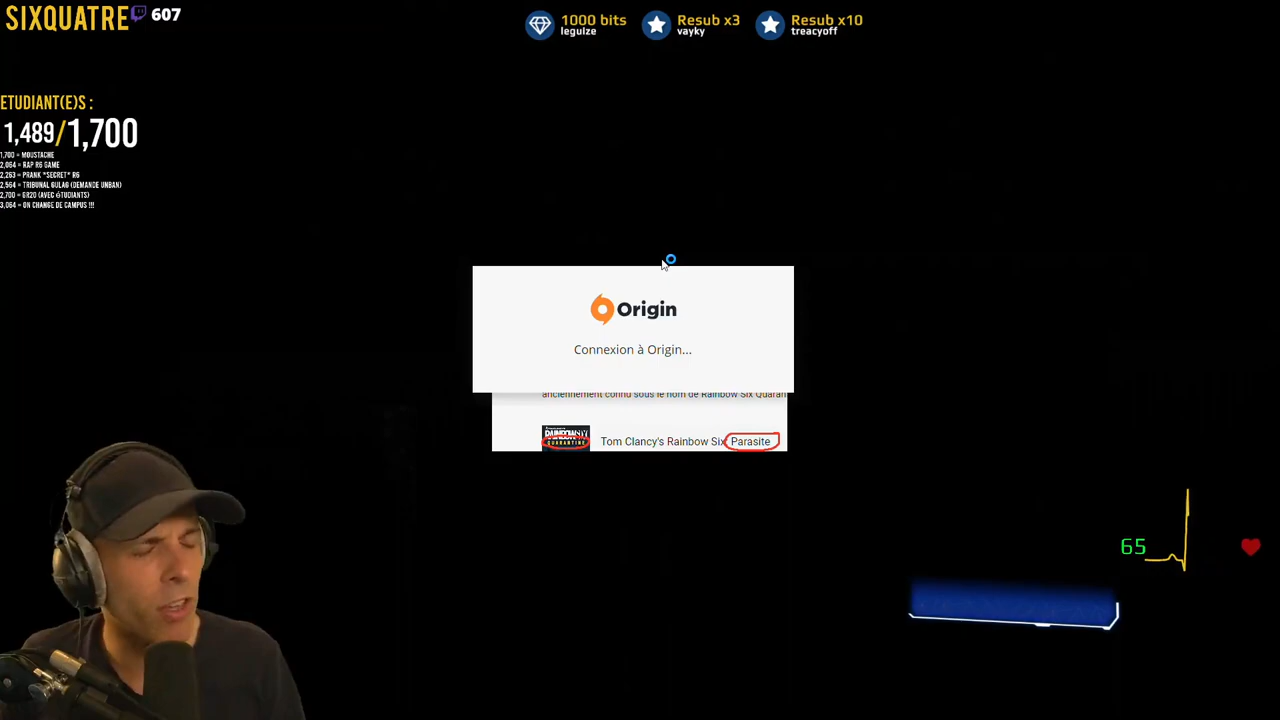 SIXQUATRE 607
1000 bits
leguize
Resub x3
vayky
Resub x10
treacyoff
ETUDIANT(E)S :
1,489/1,700
1,700 = MOUSTACHE
2,064 = RAP R6 GAME
2,263 = PRANK *SECRET* R6
2,564 = TRIBUNAL GULAG (DEMANDE UNBAN)
2,700 = GR20 (AVEC ÉTUDIANTS)
3,064 = ON CHANGE DE CAMPUS !!!
Origin
Connexion à Origin...
anciennement connu sous le nom de Rainbow Six Quaran
RAINBOW SIX
QUARANTINE
Tom Clancy's Rainbow Six Parasite
65